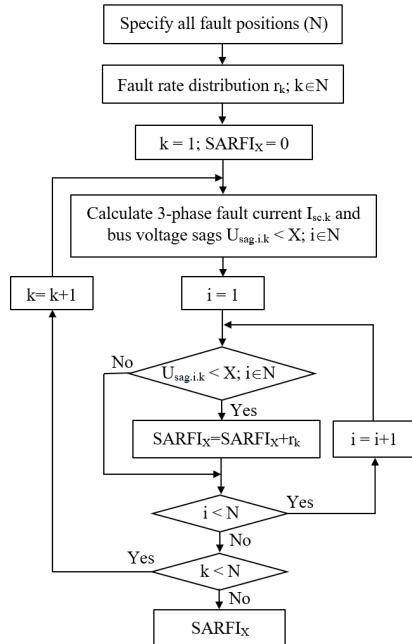 Specify all fault positions (N)
Fault rate distribution rₖ; k∈N
k = 1; SARFIₓ = 0
Calculate 3-phase fault current Isc.k and
bus voltage sags Usag.i.k < X; i∈N
k= k+1
i = 1
No
Usag.i.k < X; i∈N
Yes
SARFIX=SARFIX+rk
i = i+1
i < N
Yes
No
Yes
k < N
No
SARFIX